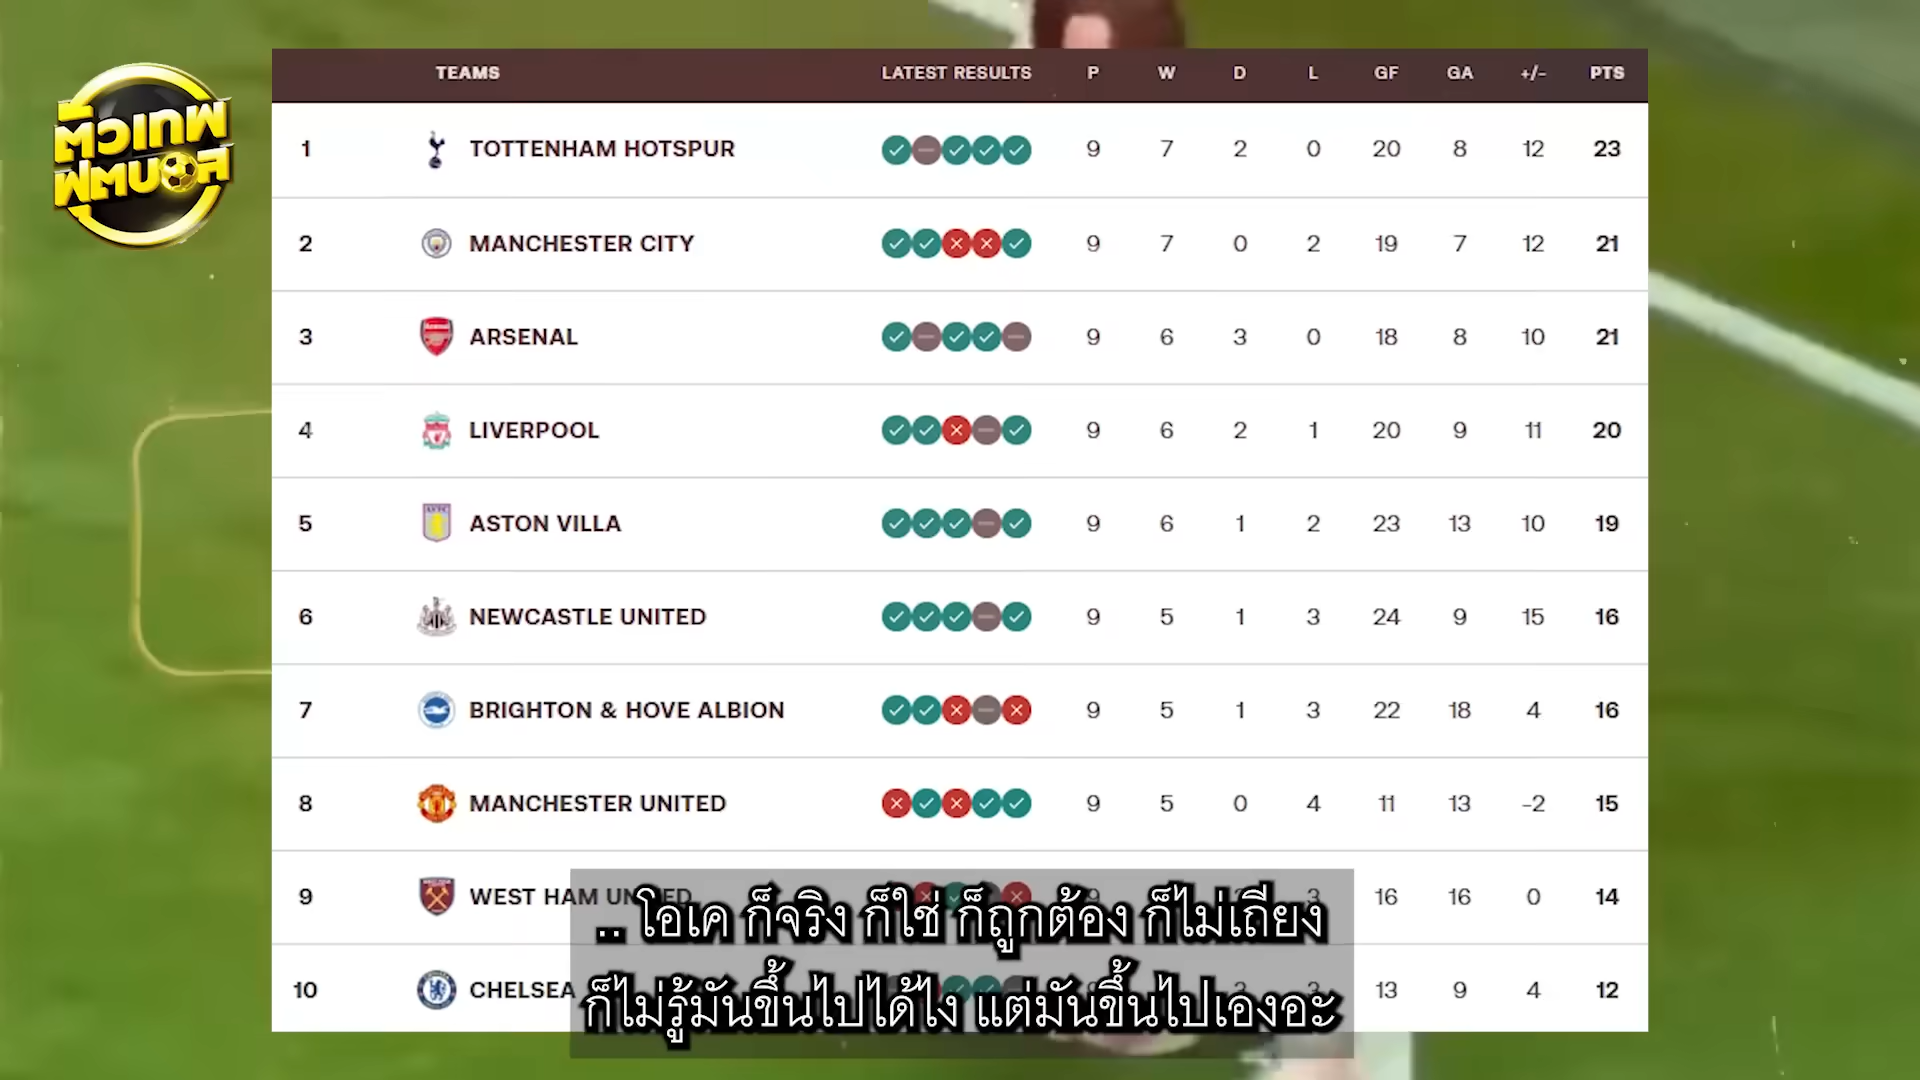 ตัวเทพ
ฟุตบอล
TEAMS LATEST RESULTS P W D L GF GA +/- PTS
1 TOTTENHAM HOTSPUR 9 7 2 0 20 8 12 23
2 MANCHESTER CITY 9 7 0 2 19 7 12 21
3 ARSENAL 9 6 3 0 18 8 10 21
4 LIVERPOOL 9 6 2 1 20 9 11 20
5 ASTON VILLA 9 6 1 2 23 13 10 19
6 NEWCASTLE UNITED 9 5 1 3 24 9 15 16
7 BRIGHTON & HOVE ALBION 9 5 1 3 22 18 4 16
8 MANCHESTER UNITED 9 5 0 4 11 13 -2 15
9 WEST HAM UNITED 16 16 0 14
10 CHELSEA 13 9 4 12
.. โอเค ก็จริง ก็ใช่ ก็ถูกต้อง ก็ไม่เถียง
ก็ไม่รู้มันขึ้นไปได้ไง แต่มันขึ้นไปเองอะ